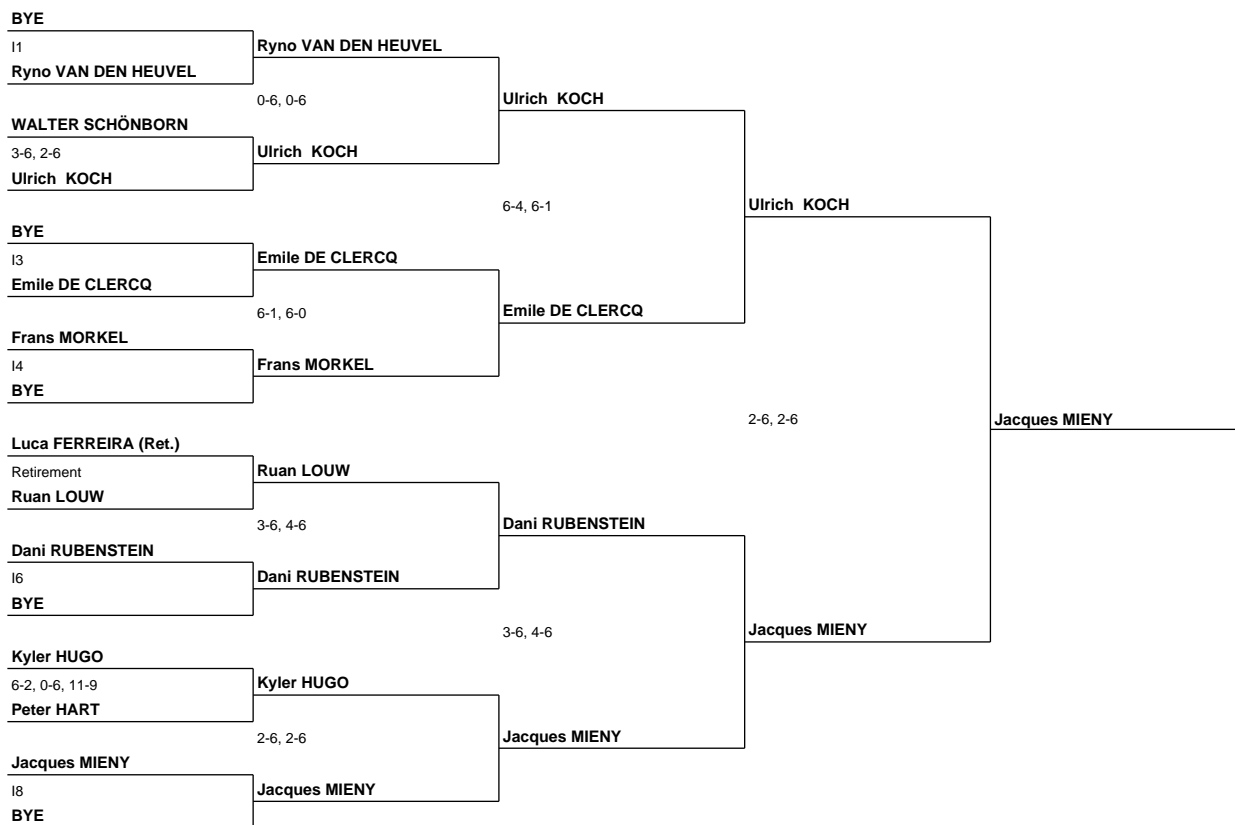 BYE
I1
Ryno VAN DEN HEUVEL
WALTER SCHÖNBORN
3-6, 2-6
Ulrich  KOCH
BYE
I3
Emile DE CLERCQ
Frans MORKEL
I4
BYE
Luca FERREIRA (Ret.)
Retirement
Ruan LOUW
Dani RUBENSTEIN
I6
BYE
Kyler HUGO
6-2, 0-6, 11-9
Peter HART
Jacques MIENY
I8
BYE
Ryno VAN DEN HEUVEL
0-6, 0-6
Ulrich  KOCH
Emile DE CLERCQ
6-1, 6-0
Frans MORKEL
Ruan LOUW
3-6, 4-6
Dani RUBENSTEIN
Kyler HUGO
2-6, 2-6
Jacques MIENY
Ulrich  KOCH
6-4, 6-1
Emile DE CLERCQ
Dani RUBENSTEIN
3-6, 4-6
Jacques MIENY
Ulrich  KOCH
2-6, 2-6
Jacques MIENY
Jacques MIENY